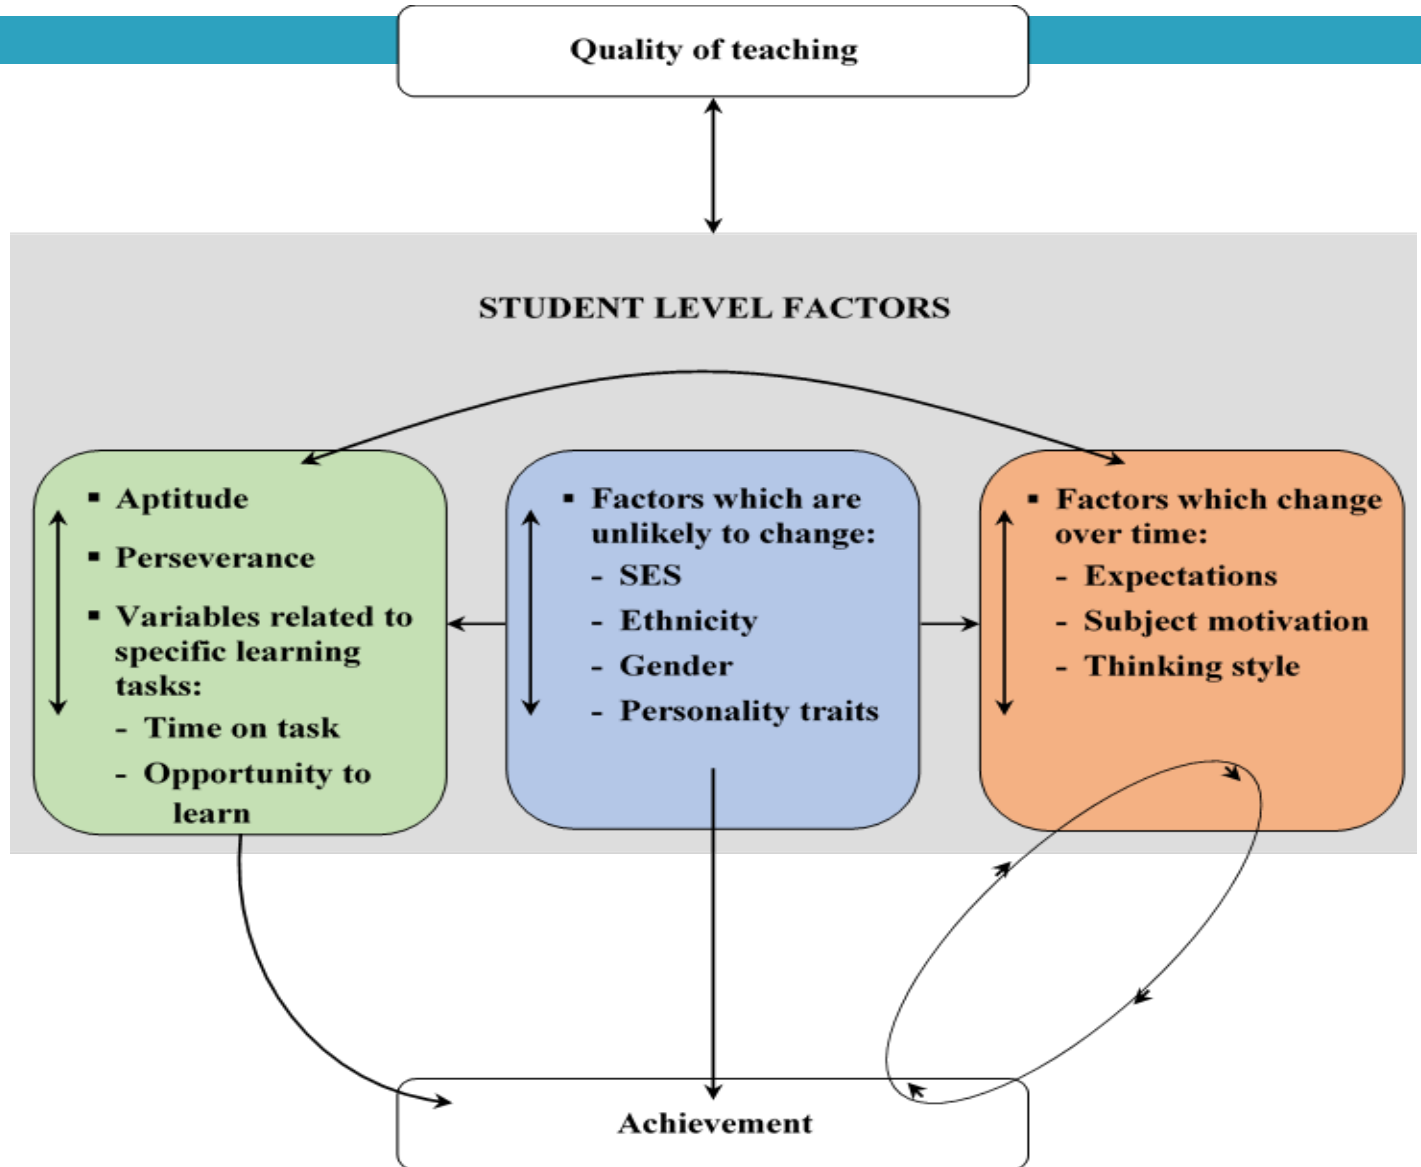 Quality of teaching
STUDENT LEVEL FACTORS
▪ Aptitude
▪ Perseverance
▪ Variables related to
specific learning
tasks:
- Time on task
- Opportunity to
learn
▪ Factors which are
unlikely to change:
- SES
- Ethnicity
- Gender
- Personality traits
▪ Factors which change
over time:
- Expectations
- Subject motivation
- Thinking style
Achievement